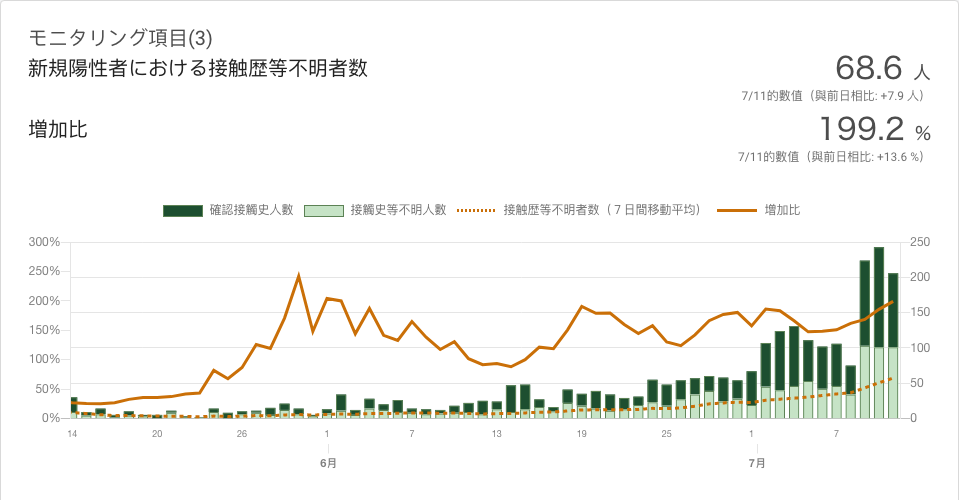 モニタリング項目(3)
新規陽性者における接触歴等不明者数
68.6 人
7/11的數值（與前日相比: +7.9 人）
増加比
199.2 %
7/11的數值（與前日相比: +13.6 %）
確認接觸史人數 接觸史等不明人數 接触歴等不明者数（７日間移動平均） 増加比
300% 250
250% 200
200% 150
150% 100
100% 50
50% 0
0%
14 20 26 1 7 13 19 25 1 7
6月 7月